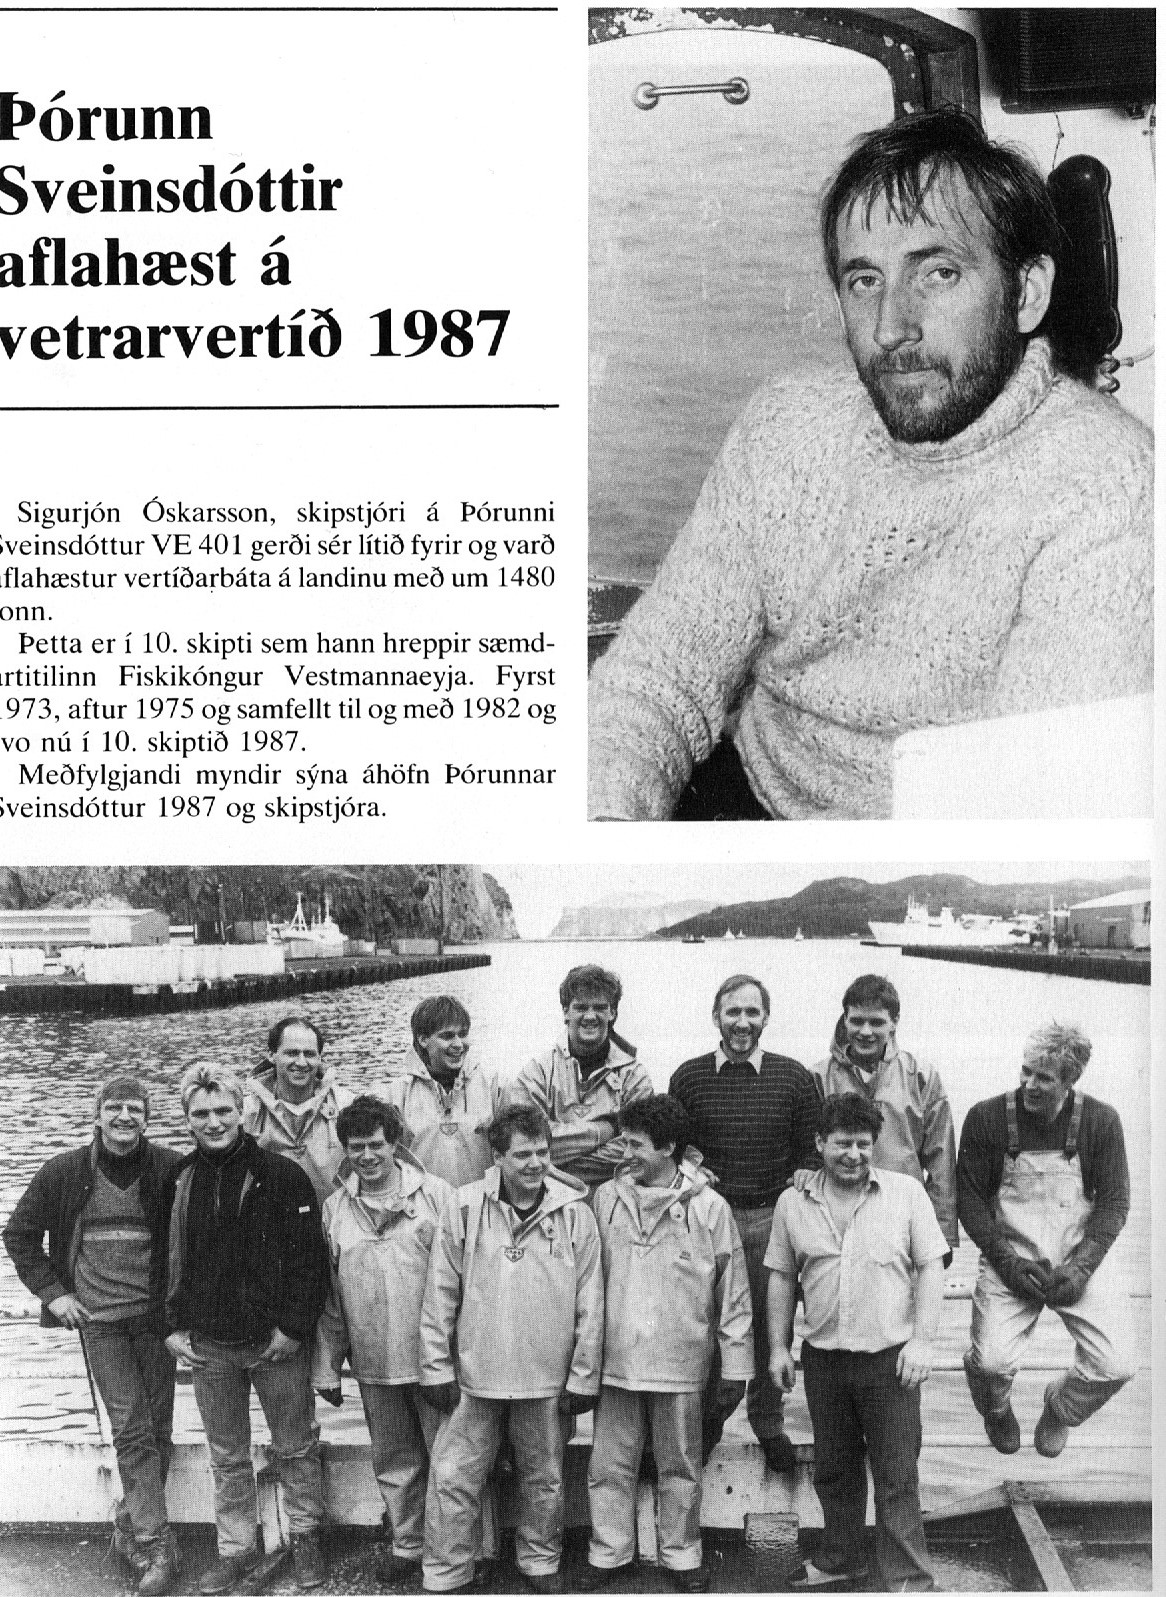 Þórunn
Sveinsdóttir
aflahæst á
vetrarvertíð 1987
Sigurjón Óskarsson, skipstjóri á Þórunni
Sveinsdóttur VE 401 gerði sér lítið fyrir og varð
aflahæstur vertíðarbáta á landinu með um 1480
tonn.
Þetta er í 10. skipti sem hann hreppir sæmd-
artitilinn Fiskikóngur Vestmannaeyja. Fyrst
1973, aftur 1975 og samfellt til og með 1982 og
svo nú í 10. skiptið 1987.
Meðfylgjandi myndir sýna áhöfn Þórunnar
Sveinsdóttur 1987 og skipstjóra.